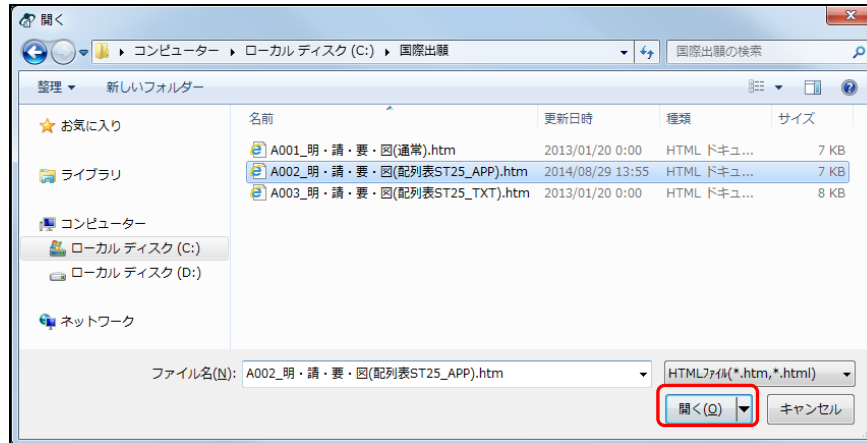 開く
コンピューター ▸ ローカル ディスク (C:) ▸ 国際出願
国際出願の検索
整理 ▼ 新しいフォルダー
名前 更新日時 種類 サイズ
お気に入り
A001_明・請・要・図(通常).htm 2013/01/20 0:00 HTML ドキュ... 7 KB
ライブラリ
A002_明・請・要・図(配列表ST25_APP).htm 2014/08/29 13:55 HTML ドキュ... 7 KB
A003_明・請・要・図(配列表ST25_TXT).htm 2013/01/20 0:00 HTML ドキュ... 8 KB
コンピューター
ローカル ディスク (C:)
ローカル ディスク (D:)
ネットワーク
ファイル名(N): A002_明・請・要・図(配列表ST25_APP).htm
HTMLﾌｧｲﾙ(*.htm,*.html)
開く(O)
キャンセル